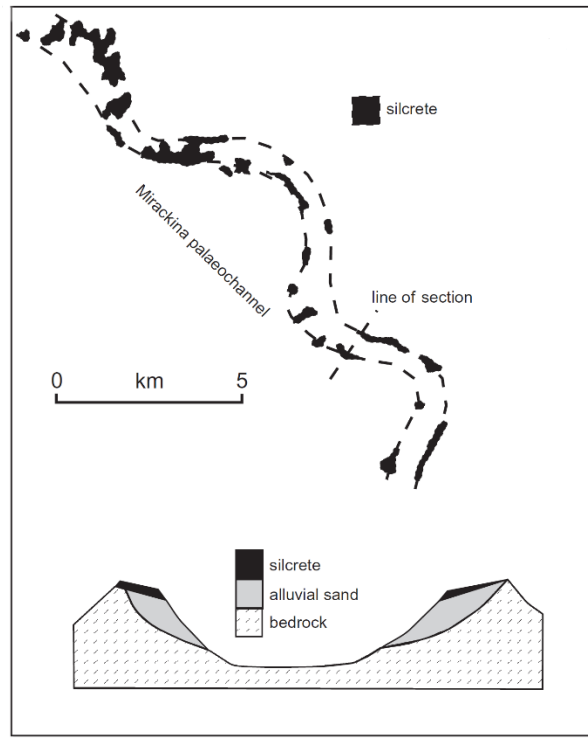 silcrete
Mirackina palaeochannel
line of section
0 km 5
silcrete
alluvial sand
bedrock